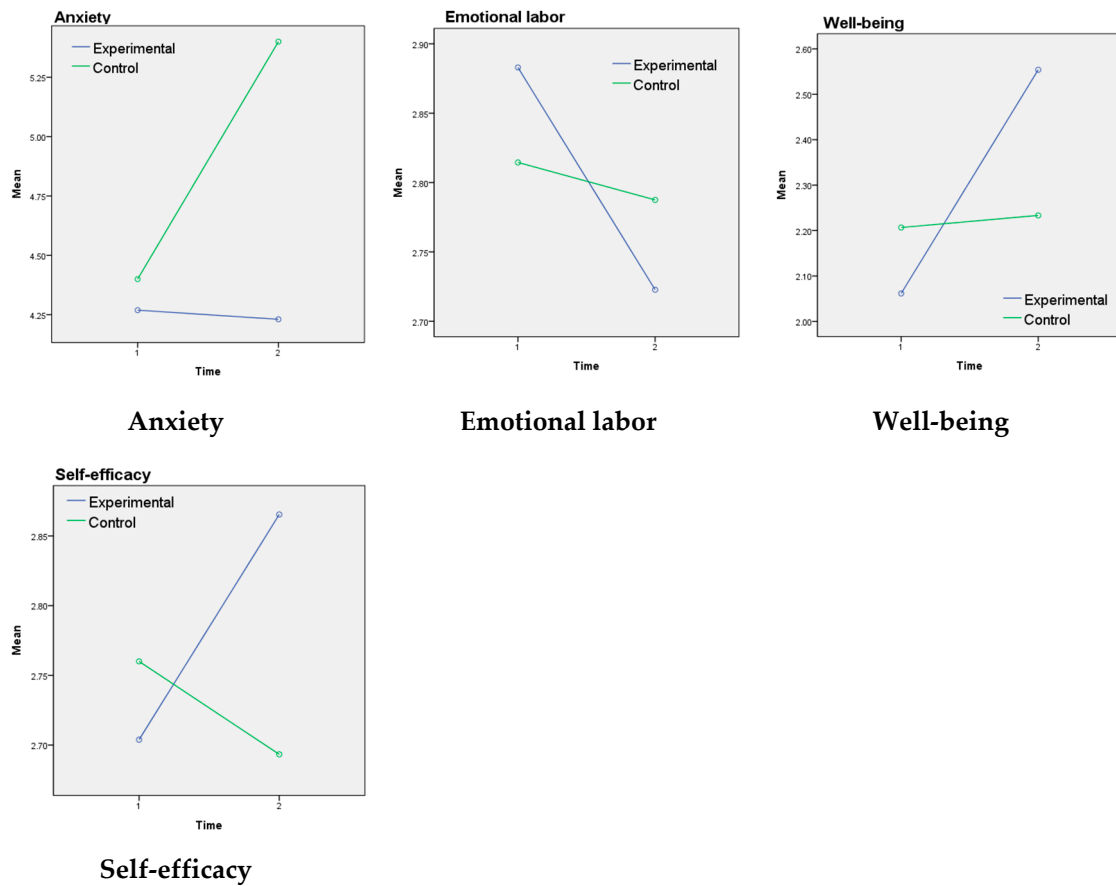 Anxiety
Experimental
Control
5.25
5.00
4.75
4.50
4.25
Mean
1
2
Time
Anxiety
Emotional labor
Experimental
Control
2.90
2.85
2.80
2.75
2.70
Mean
1
2
Time
Emotional labor
Well-being
2.60
2.50
2.40
2.30
2.20
2.10
2.00
Mean
Experimental
Control
1
2
Time
Well-being
Self-efficacy
Experimental
Control
2.85
2.80
2.75
2.70
Mean
1
2
Time
Self-efficacy